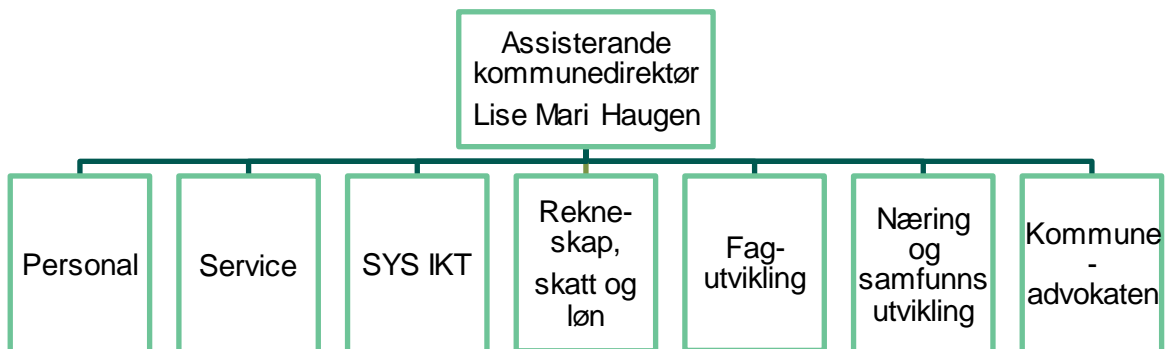 Assisterande
kommunedirektør
Lise Mari Haugen
Personal
Service
SYS IKT
Rekne-
skap,
skatt og
løn
Fag-
utvikling
Næring
og
samfunns
utvikling
Kommune
-
advokaten